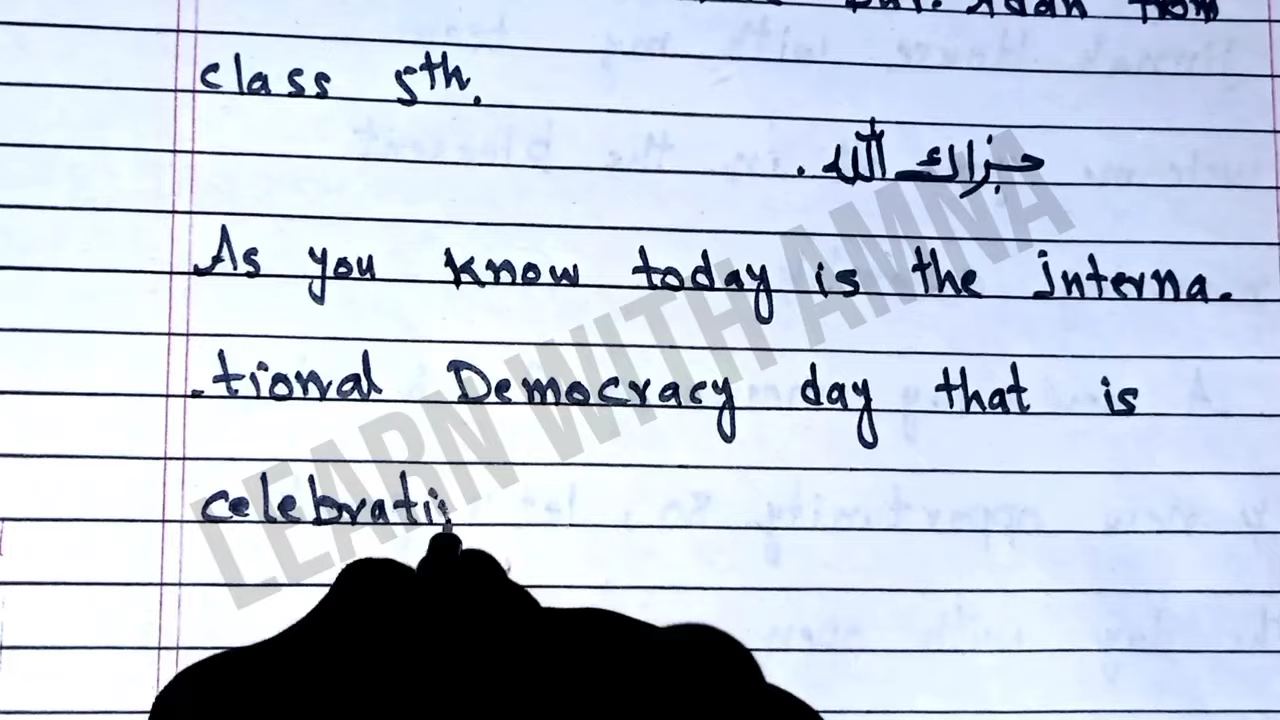 from
class 5th.
جزاك الله .
As you know today is the interna.
.tional Democracy day that is
celebrati
LEARN WITH AMNA